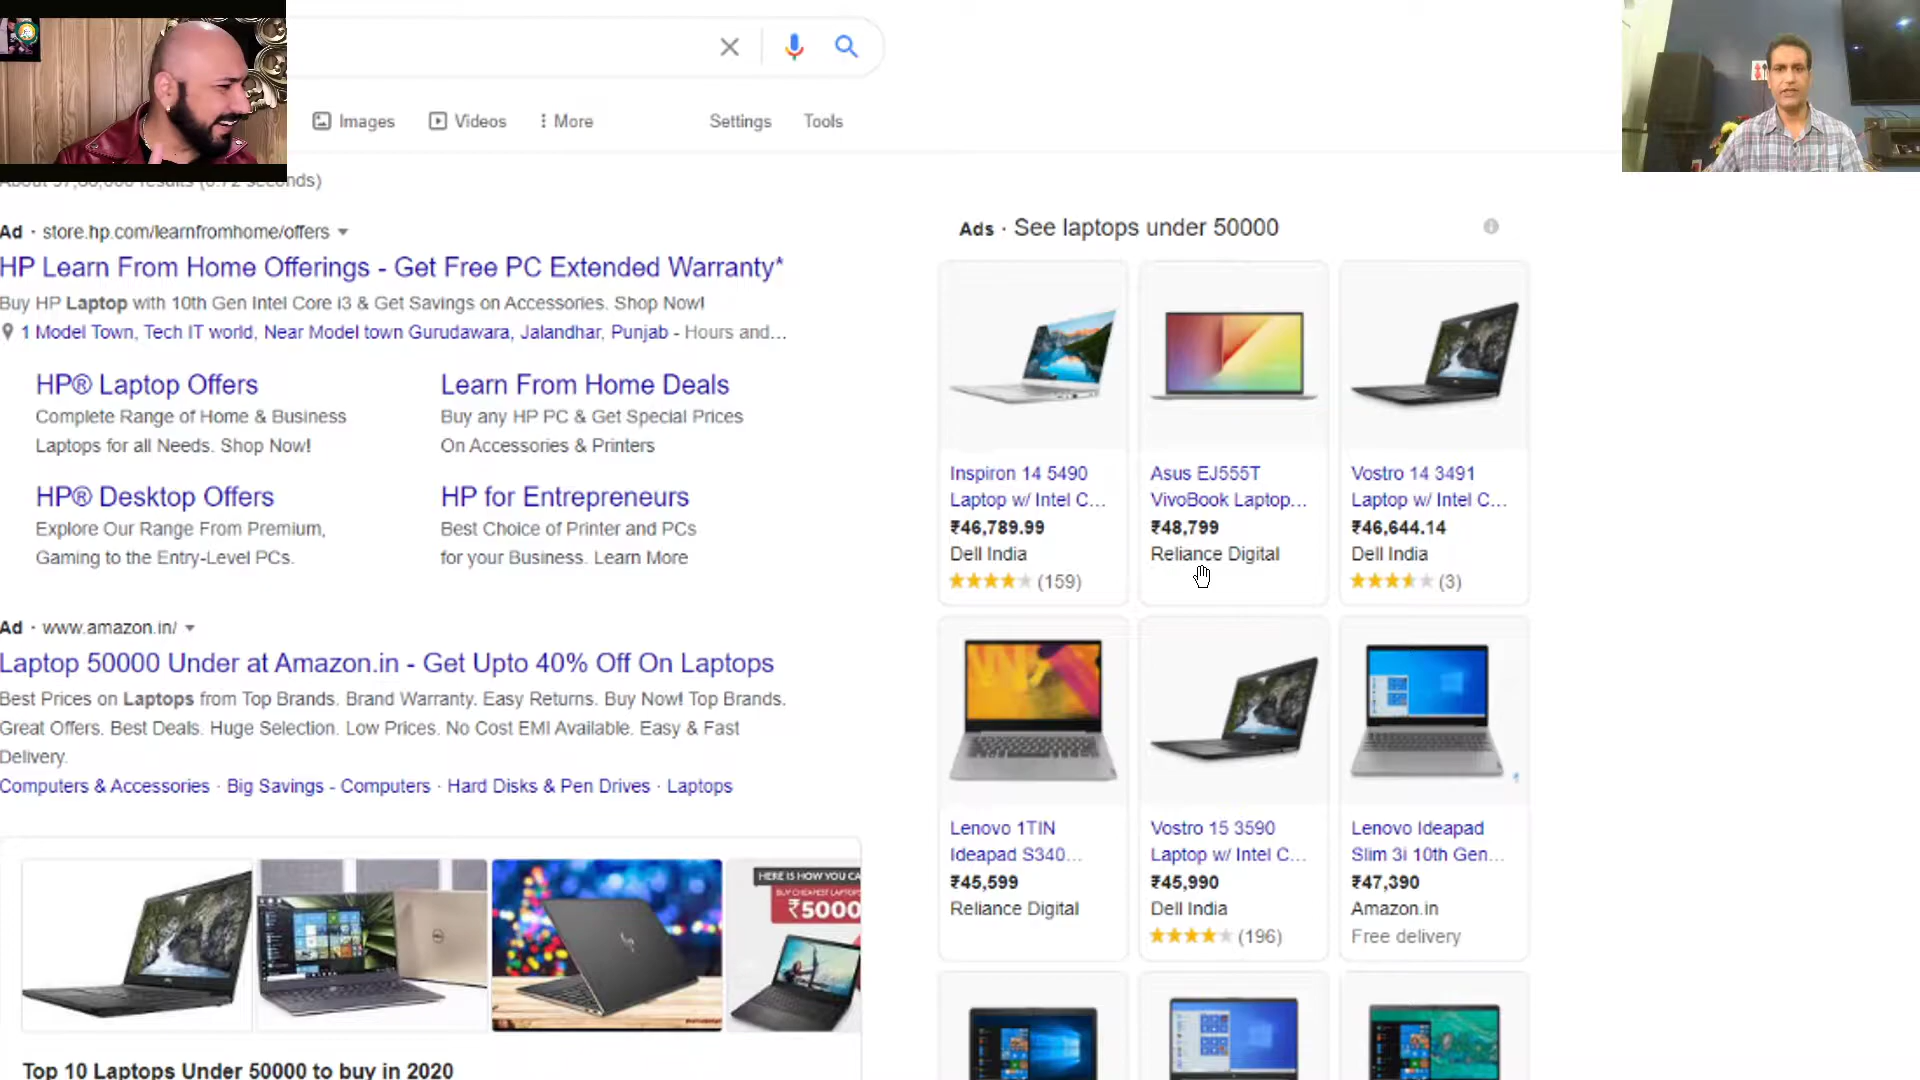 Images
Videos
More
Settings
Tools
Ad · store.hp.com/learnfromhome/offers
HP Learn From Home Offerings - Get Free PC Extended Warranty*
Buy HP Laptop with 10th Gen Intel Core i3 & Get Savings on Accessories. Shop Now!
1 Model Town, Tech IT world, Near Model town Gurudawara, Jalandhar, Punjab - Hours and...
HP® Laptop Offers
Complete Range of Home & Business
Laptops for all Needs. Shop Now!
Learn From Home Deals
Buy any HP PC & Get Special Prices
On Accessories & Printers
HP® Desktop Offers
Explore Our Range From Premium,
Gaming to the Entry-Level PCs.
HP for Entrepreneurs
Best Choice of Printer and PCs
for your Business. Learn More
Ad · www.amazon.in/
Laptop 50000 Under at Amazon.in - Get Upto 40% Off On Laptops
Best Prices on Laptops from Top Brands. Brand Warranty. Easy Returns. Buy Now! Top Brands.
Great Offers. Best Deals. Huge Selection. Low Prices. No Cost EMI Available. Easy & Fast
Delivery.
Computers & Accessories · Big Savings - Computers · Hard Disks & Pen Drives · Laptops
HERE IS HOW YOU CA
BUY CHEAPEST LAPTOP
₹5000
Top 10 Laptops Under 50000 to buy in 2020
Ads · See laptops under 50000
Inspiron 14 5490
Laptop w/ Intel C...
₹46,789.99
Dell India
(159)
Asus EJ555T
VivoBook Laptop...
₹48,799
Reliance Digital
Vostro 14 3491
Laptop w/ Intel C...
₹46,644.14
Dell India
(3)
Lenovo 1TIN
Ideapad S340...
₹45,599
Reliance Digital
Vostro 15 3590
Laptop w/ Intel C...
₹45,990
Dell India
(196)
Lenovo Ideapad
Slim 3i 10th Gen...
₹47,390
Amazon.in
Free delivery